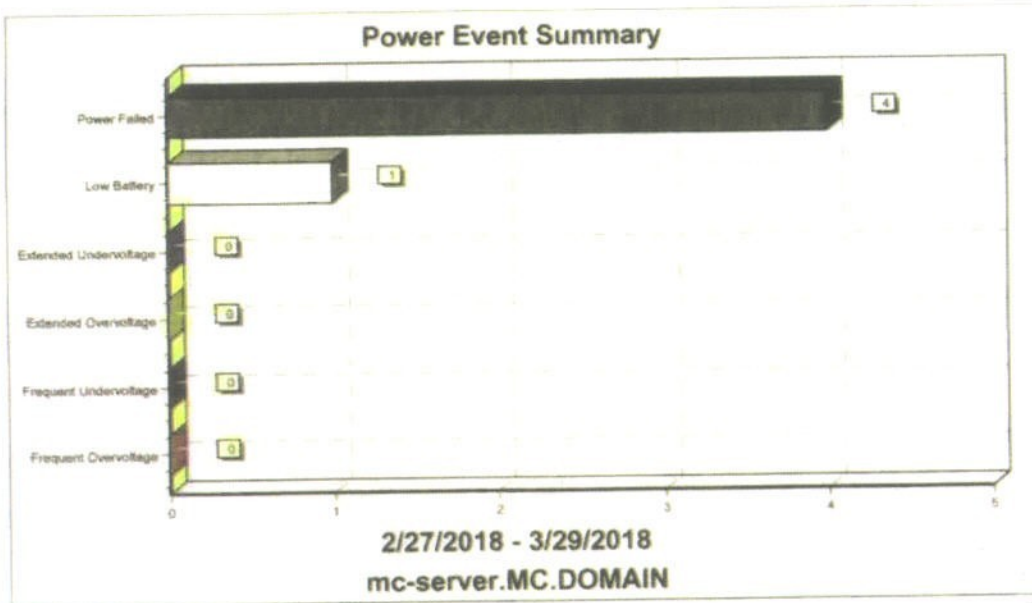 Power Event Summary
Power Failed
4
Low Battery
1
Extended Undervoltage
0
Extended Overvoltage
0
Frequent Undervoltage
0
Frequent Overvoltage
0
0 1 2 3 4 5
2/27/2018 - 3/29/2018
mc-server.MC.DOMAIN